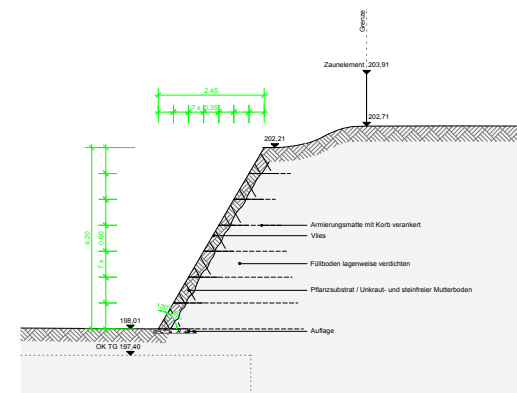 Grenze
Zaunelement 203,91
2.45
7 x 0.35
202,71
202,21
4.20
7 x 0.60
Armierungsmatte mit Korb verankert
Vlies
Füllboden lagenweise verdichten
Pflanzsubstrat / Unkraut- und steinfreier Mutterboden
198,01
Auflage
OK TG 197,40